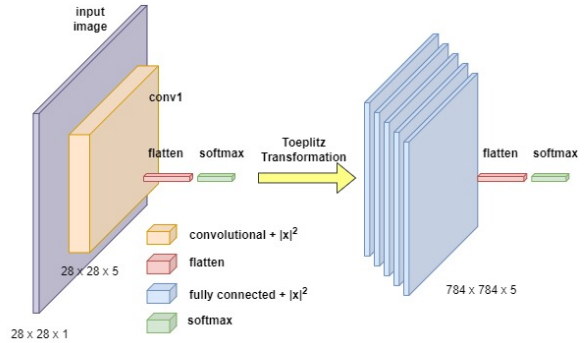 input
image
conv1
flatten softmax
28 x 28 x 5
28 x 28 x 1
Toeplitz
Transformation
convolutional + |x|²
flatten
fully connected + |x|²
softmax
flatten softmax
784 x 784 x 5